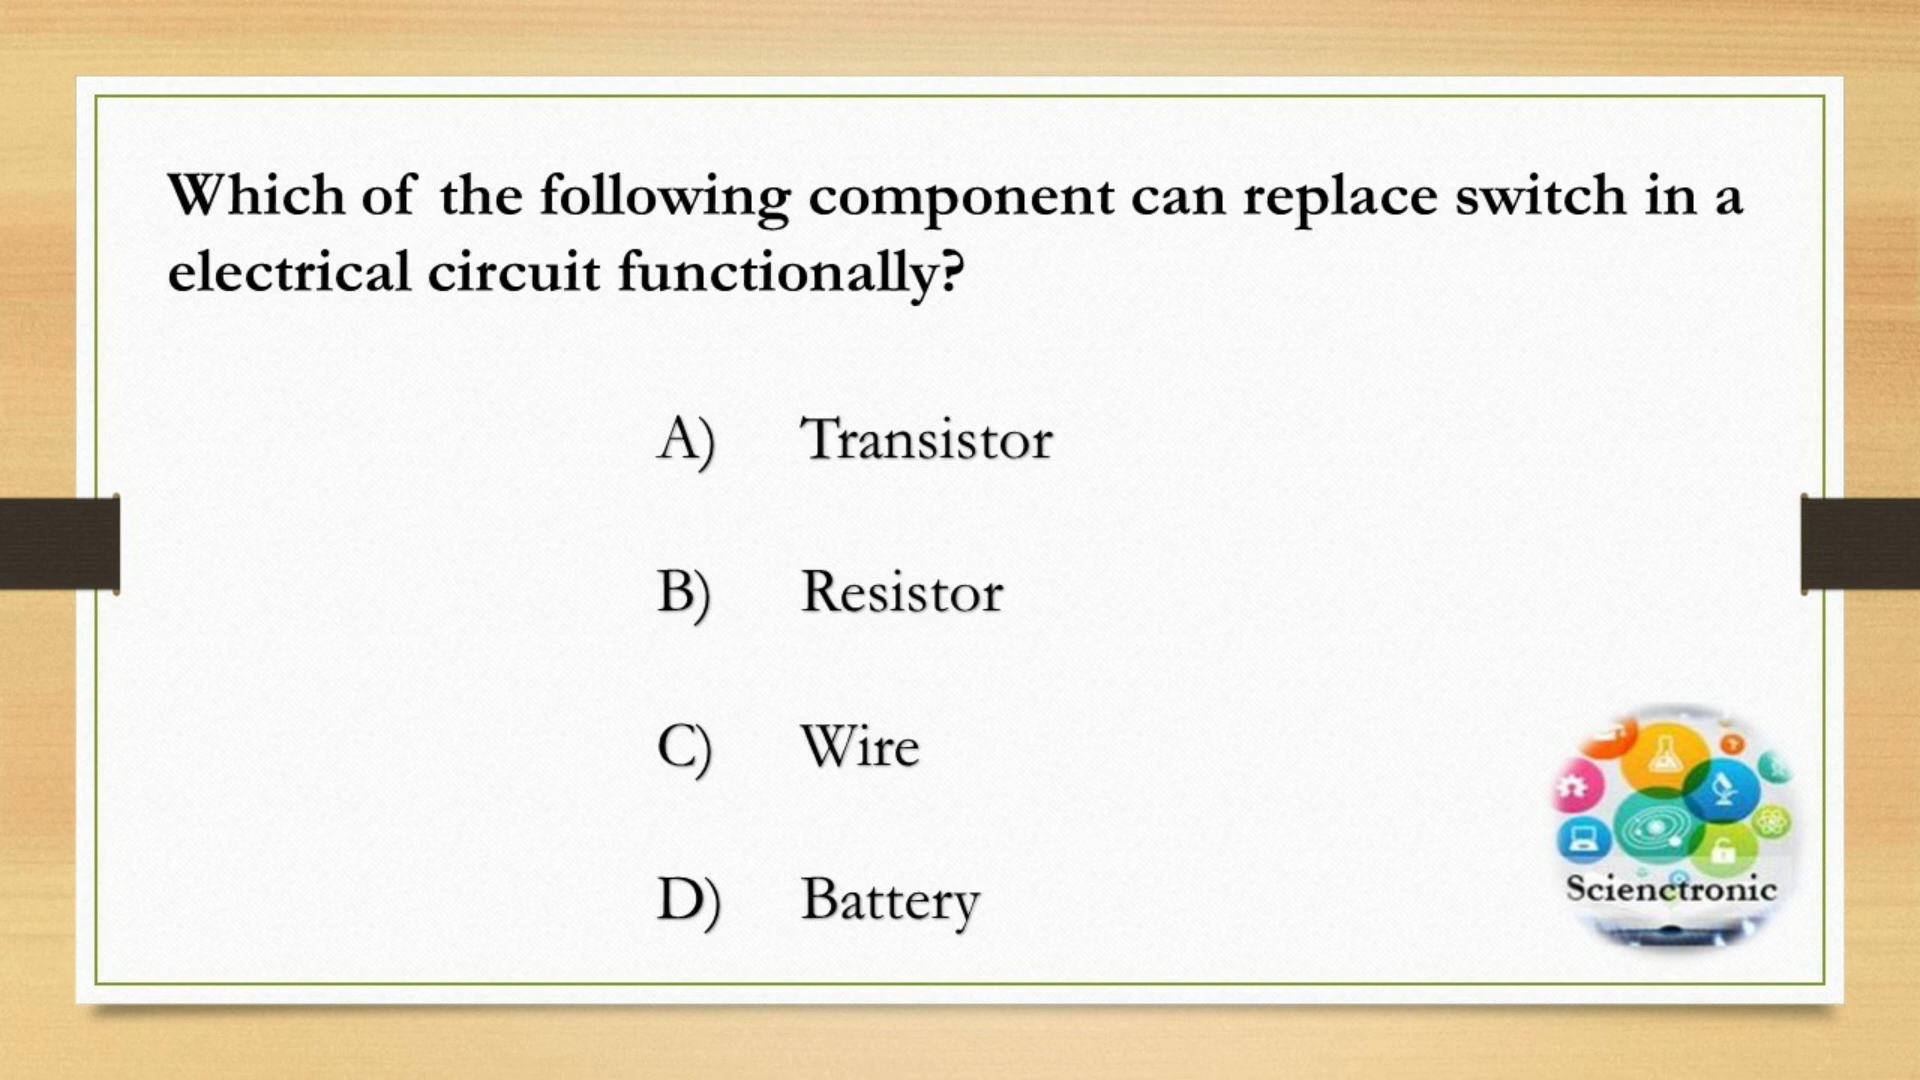 Which of the following component can replace switch in a
electrical circuit functionally?
A) Transistor
B) Resistor
C) Wire
D) Battery
Scienctronic